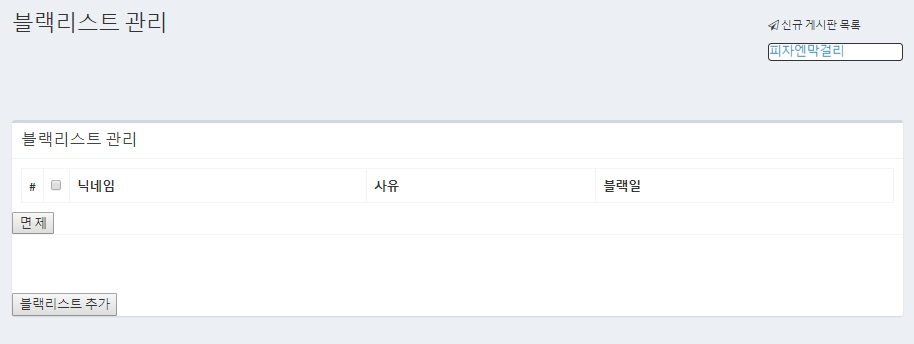 블랙리스트 관리
신규 게시판 목록
피자엔막걸리
블랙리스트 관리
# 닉네임 사유 블랙일
면제
블랙리스트 추가